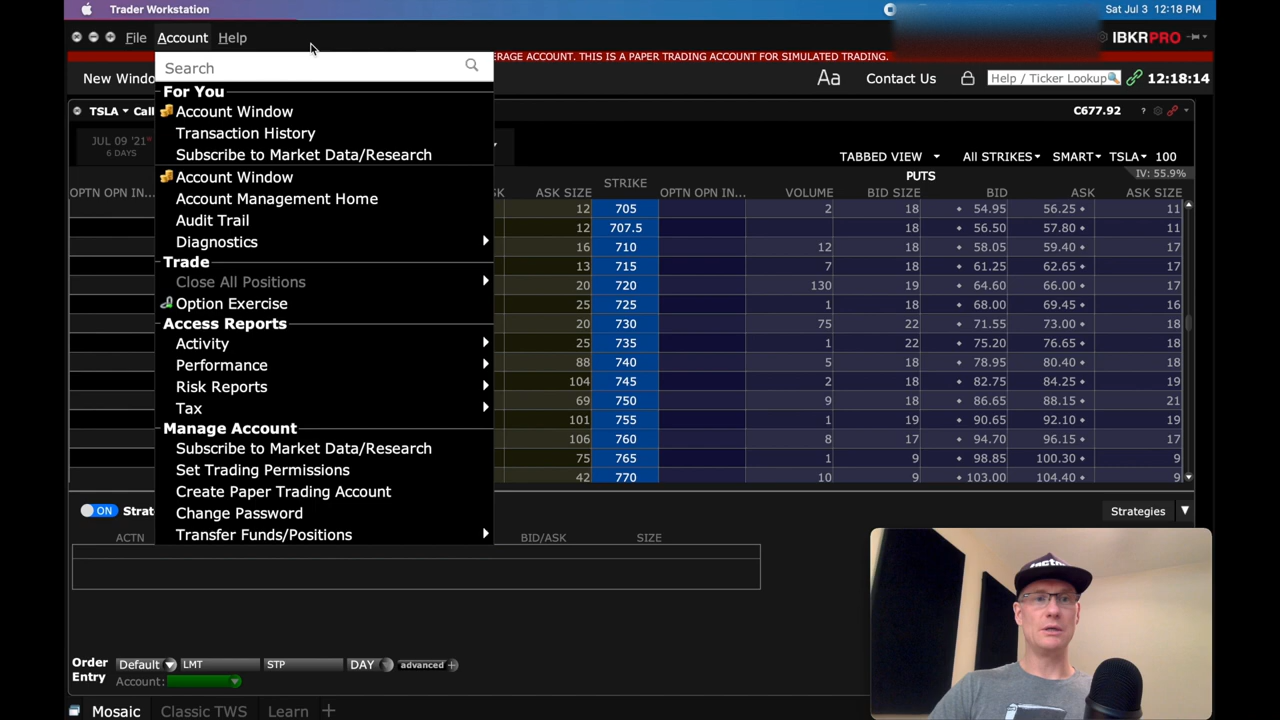 Trader Workstation
Sat Jul 3 12:18 PM
File Account Help
IBKRPRO
ERAGE ACCOUNT. THIS IS A PAPER TRADING ACCOUNT FOR SIMULATED TRADING.
New Windo
Aa Contact Us Help / Ticker Lookup 12:18:14
Search
For You
Account Window
Transaction History
Subscribe to Market Data/Research
Account Window
Account Management Home
Audit Trail
Diagnostics
Trade
Close All Positions
Option Exercise
Access Reports
Activity
Performance
Risk Reports
Tax
Manage Account
Subscribe to Market Data/Research
Set Trading Permissions
Create Paper Trading Account
Change Password
Transfer Funds/Positions
TSLA Call
C677.92 ?
JUL 09 '21
6 DAYS
TABBED VIEW All STRIKES SMART TSLA 100
PUTS
IV: 55.9%
OPTN OPN IN... SK ASK SIZE STRIKE OPTN OPN IN... VOLUME BID SIZE BID ASK ASK SIZE
12 705 2 18 54.95 56.25 11
12 707.5 18 56.50 57.80 11
16 710 12 18 58.05 59.40 17
13 715 7 18 61.25 62.65 17
20 720 130 19 64.60 66.00 17
25 725 1 18 68.00 69.45 16
20 730 75 22 71.55 73.00 18
25 735 1 22 75.20 76.65 18
88 740 5 18 78.95 80.40 18
104 745 2 18 82.75 84.25 19
69 750 9 18 86.65 88.15 21
101 755 1 19 90.65 92.10 19
106 760 8 17 94.70 96.15 17
75 765 1 9 98.85 100.30 9
42 770 10 9 103.00 104.40 9
ON Strat
Strategies
ACTN BID/ASK SIZE
Order Entry Default LMT STP DAY advanced +
Account:
Mosaic Classic TWS Learn +